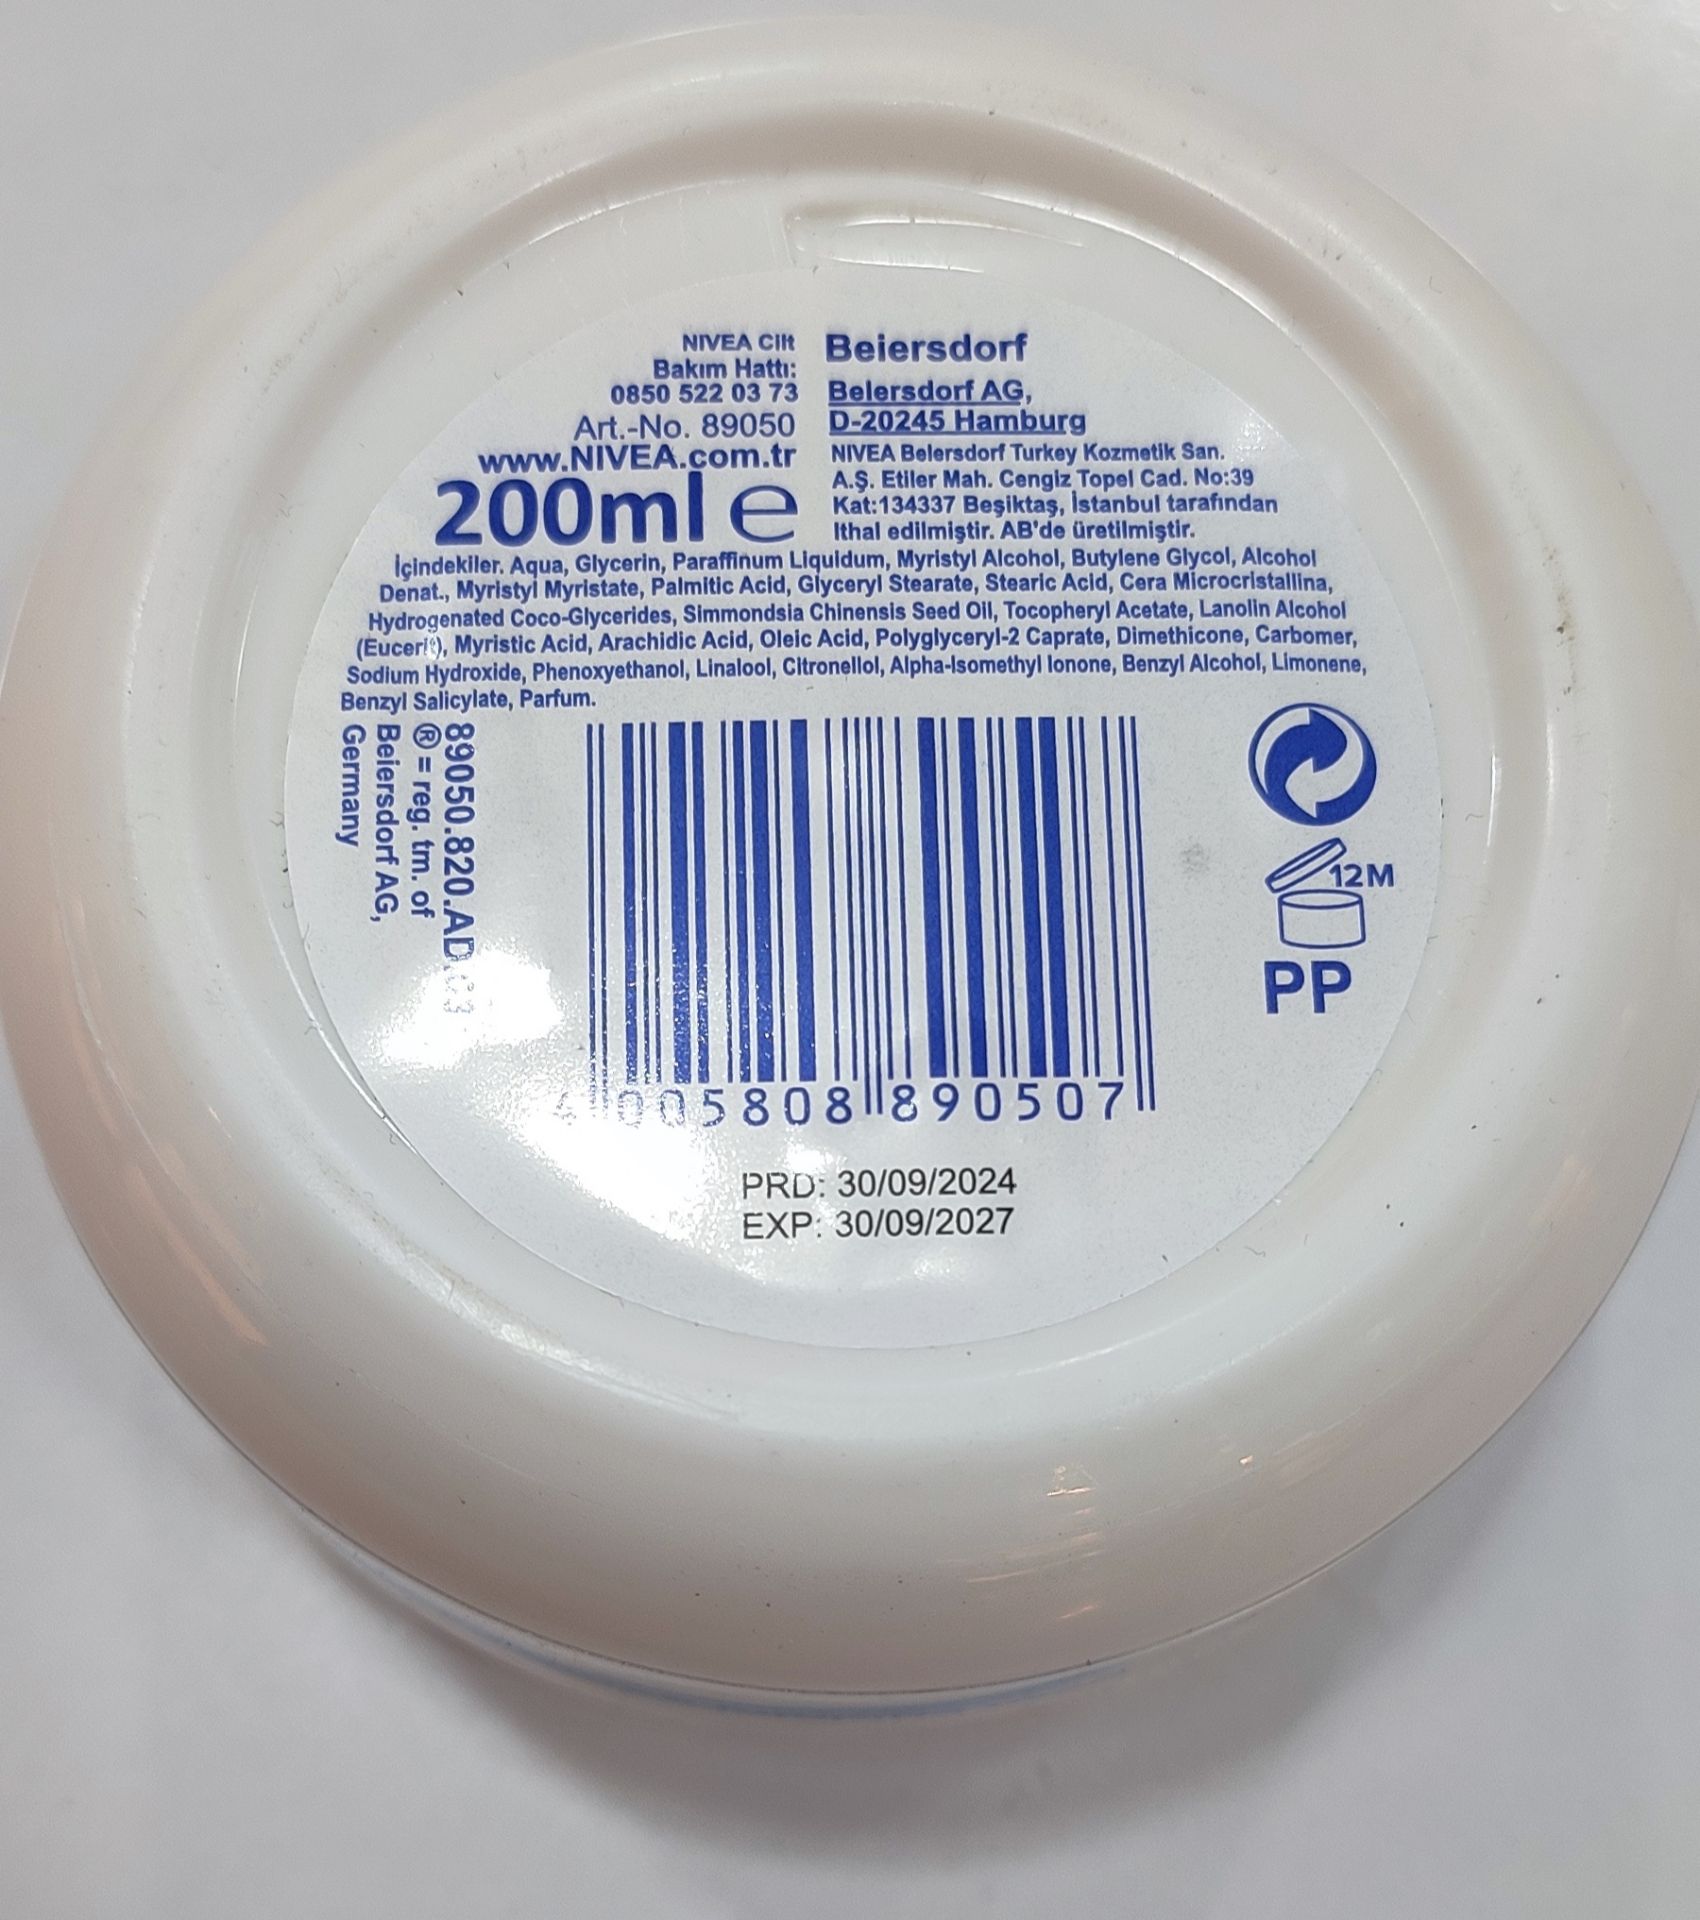 NIVEA Cilt
Bakım Hattı:
0850 522 03 73
Art.-No. 89050
www.NIVEA.com.tr
200ml e
Beiersdorf
Beiersdorf AG,
D-20245 Hamburg
NIVEA Beiersdorf Turkey Kozmetik San.
A.Ş. Etiler Mah. Cengiz Topel Cad. No:39
Kat:134337 Beşiktaş, İstanbul tarafından
Ithal edilmiştir. AB'de üretilmiştir.
İçindekiler. Aqua, Glycerin, Paraffinum Liquidum, Myristyl Alcohol, Butylene Glycol, Alcohol
Denat., Myristyl Myristate, Palmitic Acid, Glyceryl Stearate, Stearic Acid, Cera Microcristallina,
Hydrogenated Coco-Glycerides, Simmondsia Chinensis Seed Oil, Tocopheryl Acetate, Lanolin Alcohol
Myristic Acid, Arachidic Acid, Oleic Acid, Polyglyceryl-2 Caprate, Dimethicone, Carbomer,
Sodium Hydroxide, Phenoxyethanol, Linalool, Citronellol, Alpha-Isomethyl Ionone, Benzyl Alcohol, Limonene,
Benzyl Salicylate, Parfum.
® = reg. tm. of
Beiersdorf AG,
Germany
12M
PP
4 005808 890507
PRD: 30/09/2024
EXP: 30/09/2027